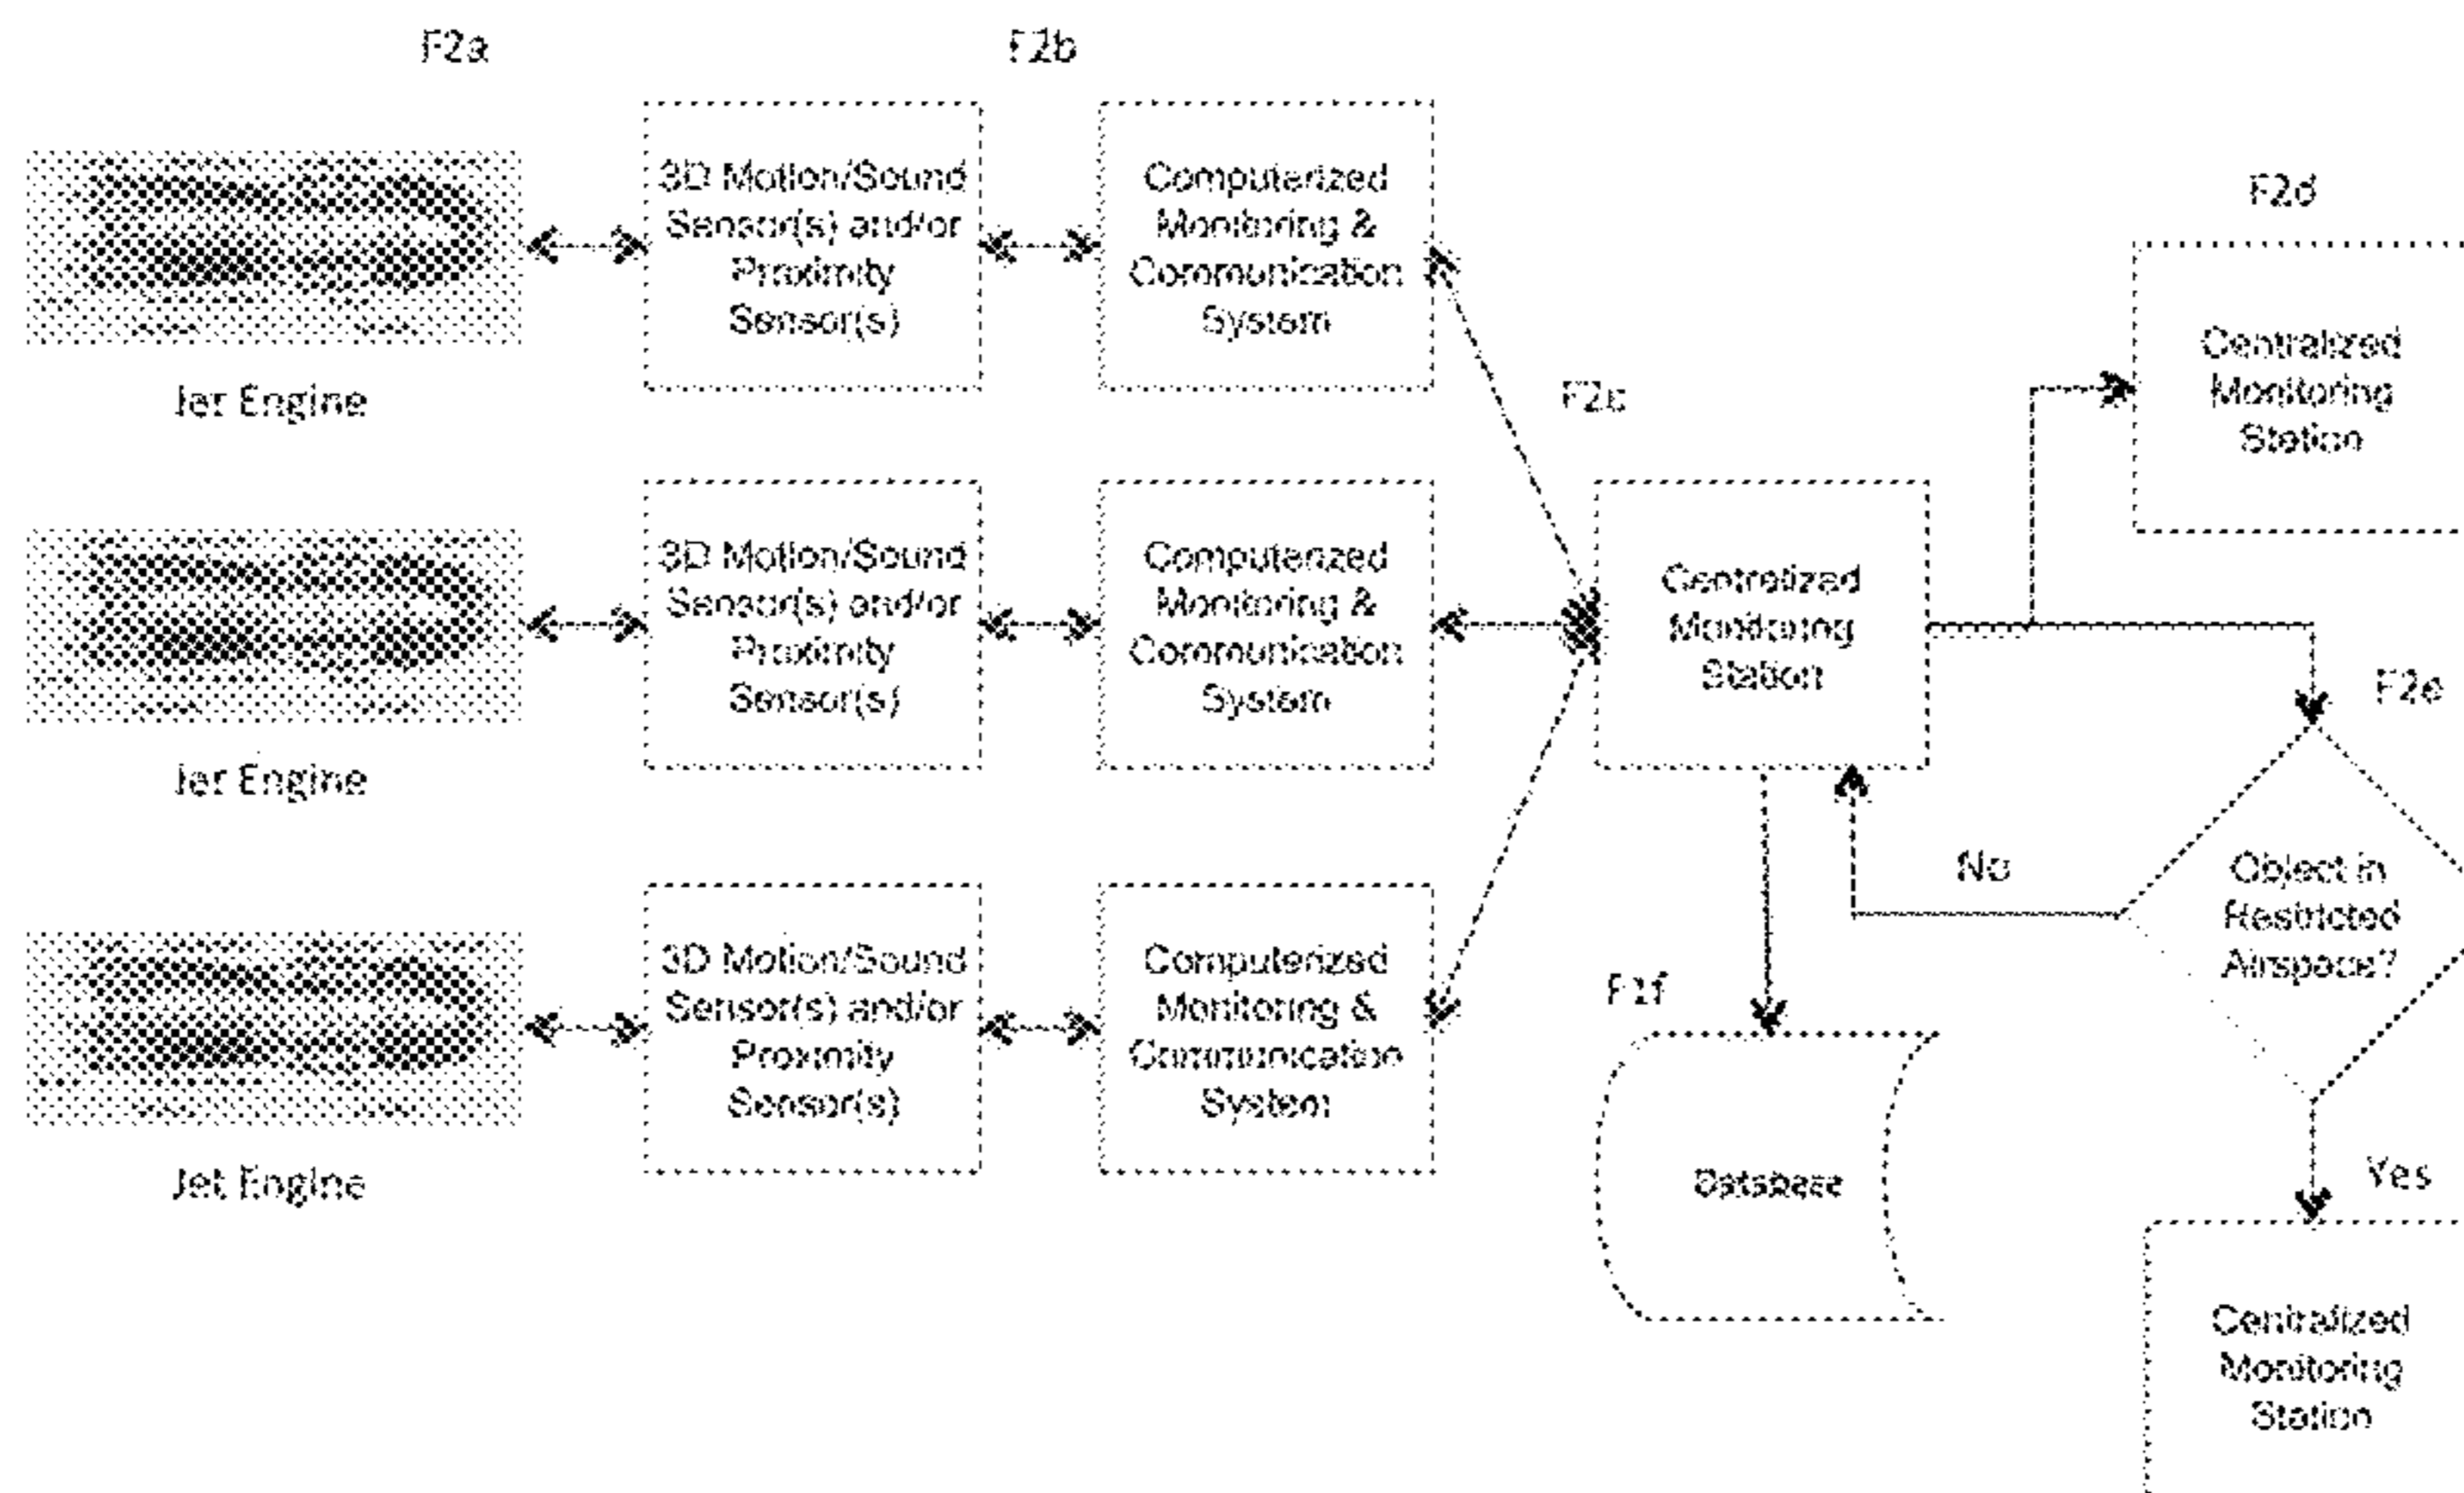 F2a
F2b
3D Motion/Sound
Sensor(s) and/or
Proximity
Sensor(s)
Computerized
Monitoring &
Communication
System
Jet Engine
F2c
F2d
Centralized
Monitoring
Station
3D Motion/Sound
Sensor(s) and/or
Proximity
Sensor(s)
Computerized
Monitoring &
Communication
System
Jet Engine
Centralized
Monitoring
Station
F2e
No
Object in
Restricted
Airspace?
3D Motion/Sound
Sensor(s) and/or
Proximity
Sensor(s)
Computerized
Monitoring &
Communication
System
Jet Engine
F1f
Database
Yes
Centralized
Monitoring
Station